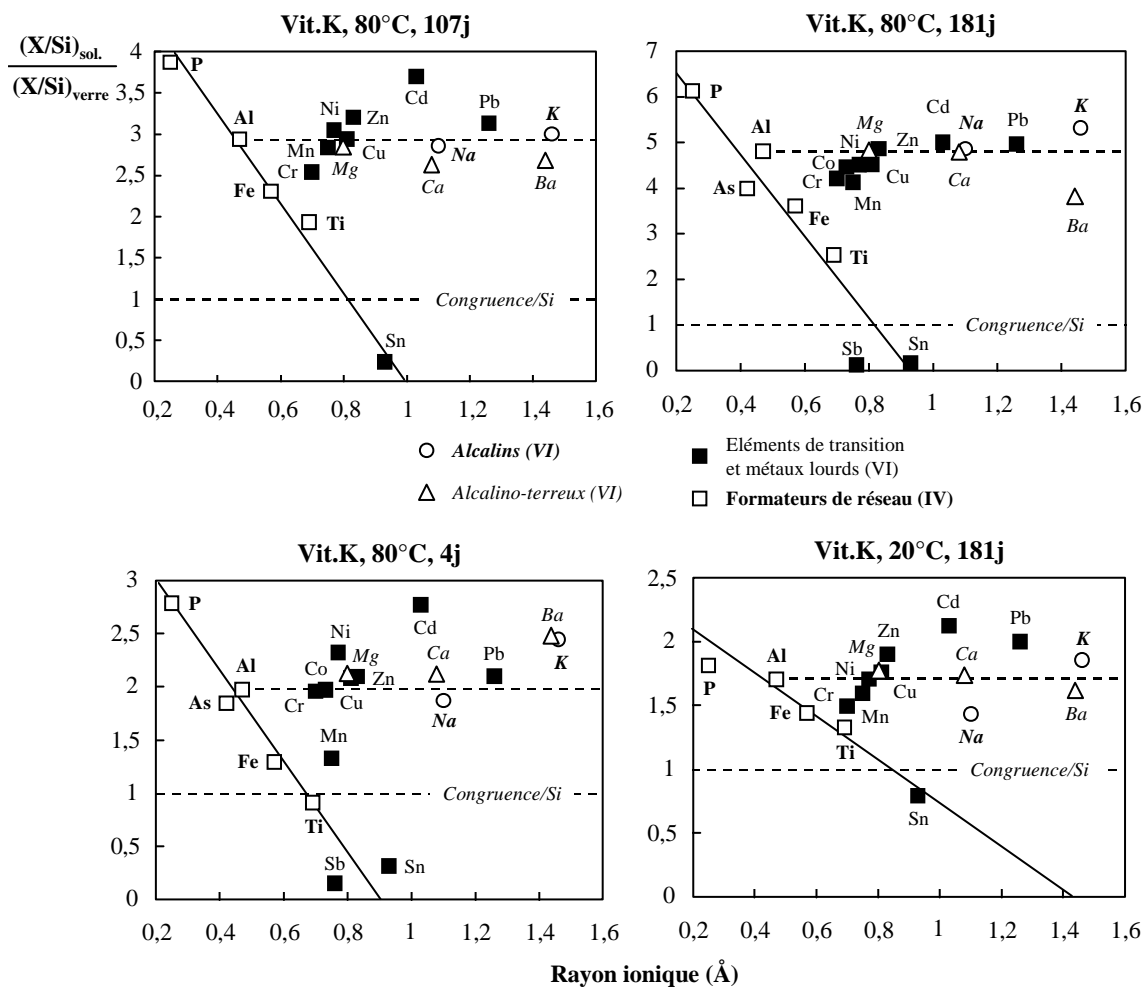 Vit.K, 80°C, 107j
(X/Si)sol.
(X/Si)verre
4
3,5
3
2,5
2
1,5
1
0,5
0
P
Al
Ni
Zn
Cd
Pb
K
Mn
Mg
Cu
Na
Cr
Ca
Ba
Fe
Ti
Congruence/Si
Sn
0,2 0,4 0,6 0,8 1 1,2 1,4 1,6
Vit.K, 80°C, 181j
7
6
5
4
3
2
1
0
P
Al
Mg
Ni
Zn
Cd
Na
Pb
K
Co
As
Cr
Cu
Ca
Mn
Fe
Ba
Ti
Congruence/Si
Sb
Sn
0,2 0,4 0,6 0,8 1 1,2 1,4 1,6
Alcalins (VI)
Alcalino-terreux (VI)
Eléments de transition
et métaux lourds (VI)
Formateurs de réseau (IV)
Vit.K, 80°C, 4j
3
2,5
2
1,5
1
0,5
0
P
Al
Ni
Mg
Cd
Ca
Pb
Ba
K
Co
Zn
As
Cr
Cu
Na
Mn
Fe
Ti
Congruence/Si
Sb
Sn
0,2 0,4 0,6 0,8 1 1,2 1,4 1,6
Vit.K, 20°C, 181j
2,5
2
1,5
1
0,5
0
P
Al
Mg
Zn
Cd
Pb
K
Ni
Ca
Cr
Cu
Ba
Fe
Mn
Na
Ti
Congruence/Si
Sn
0,2 0,4 0,6 0,8 1 1,2 1,4 1,6
Rayon ionique (Å)